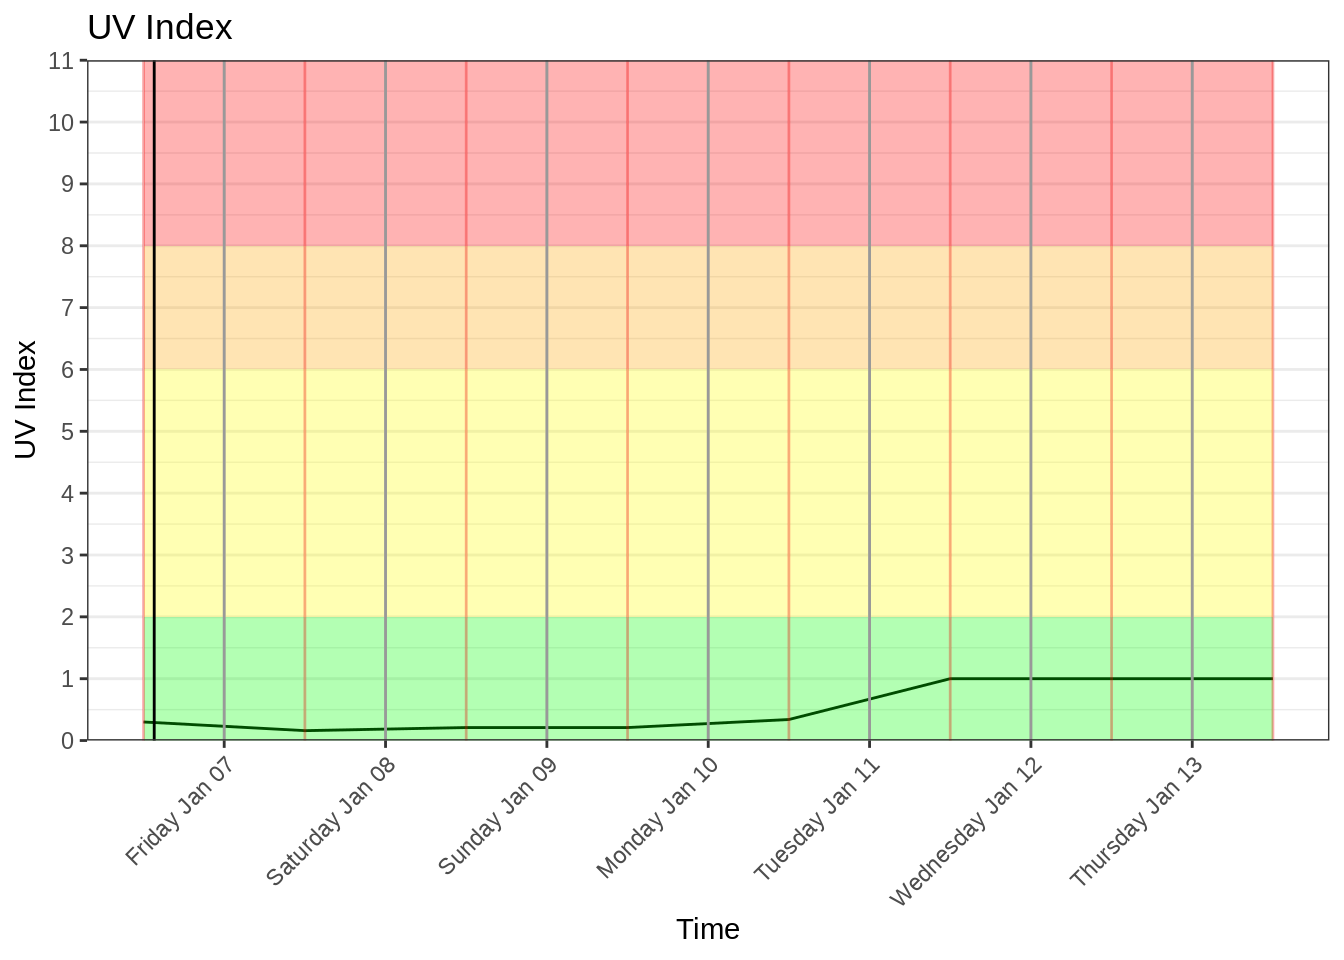 UV Index
11
10
9
8
7
6
5
4
3
2
1
0
UV Index
Friday Jan 07
Saturday Jan 08
Sunday Jan 09
Monday Jan 10
Tuesday Jan 11
Wednesday Jan 12
Thursday Jan 13
Time